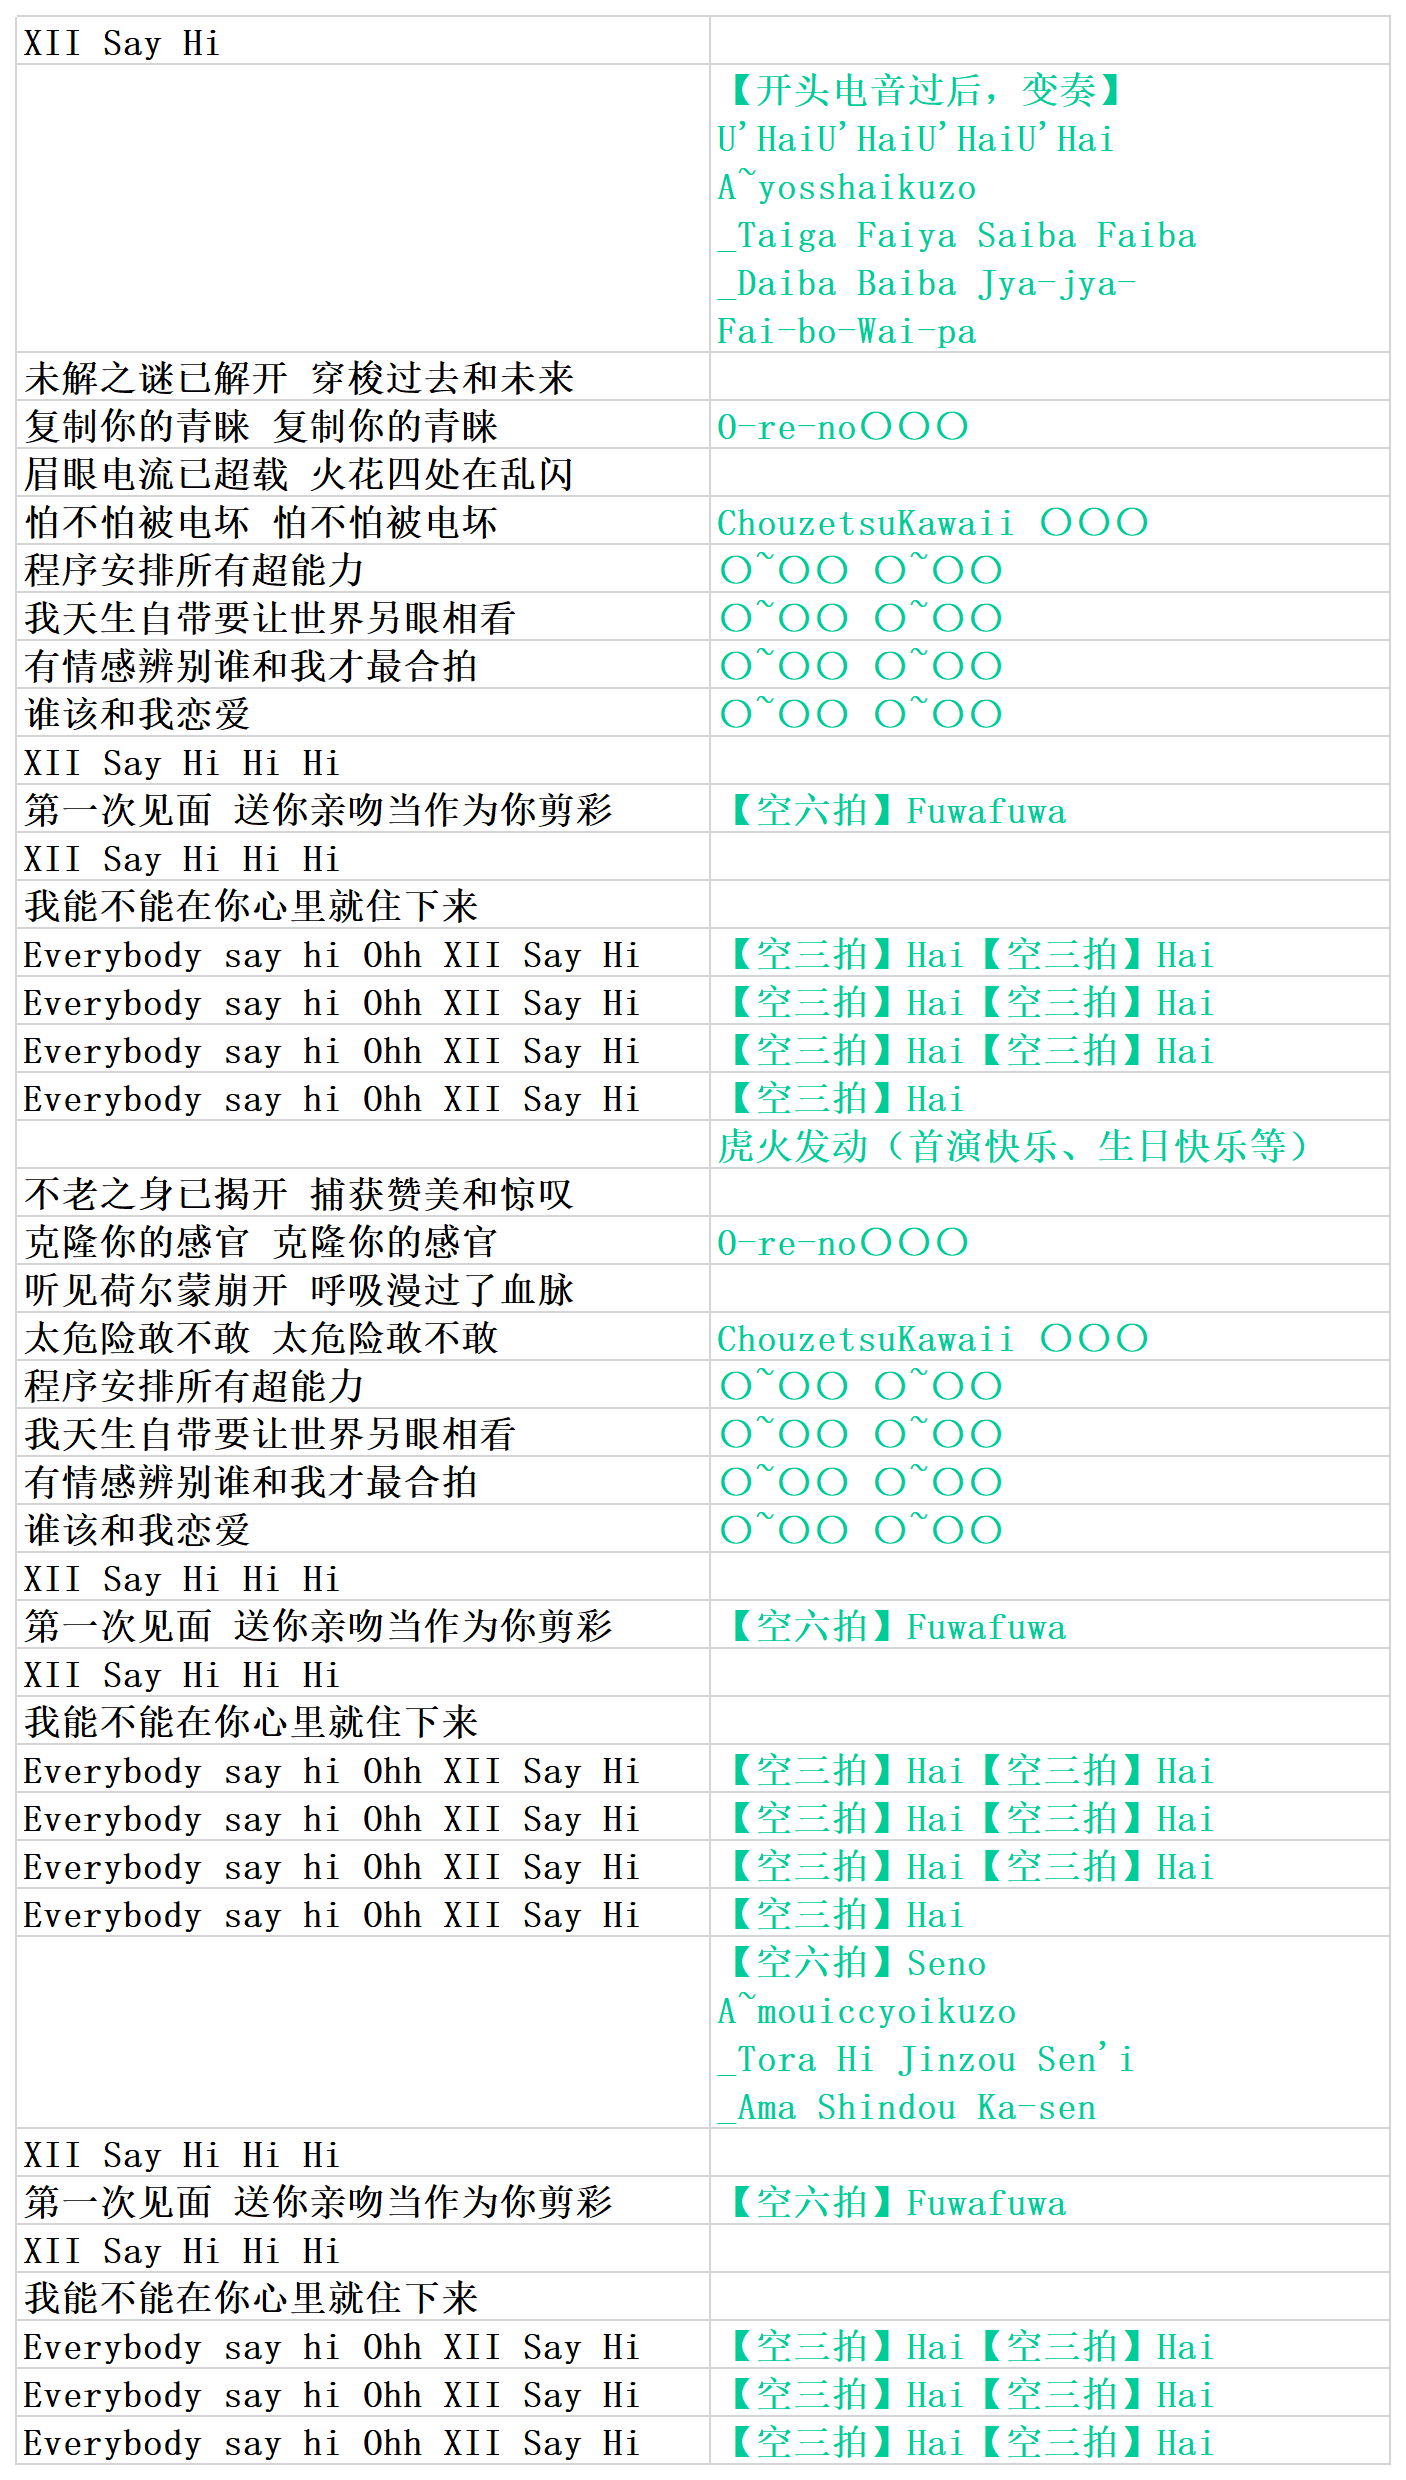 XII Say Hi
【开头电音过后，变奏】
U'HaiU'HaiU'HaiU'Hai
A~yosshaikuzo
_Taiga Faiya Saiba Faiba
_Daiba Baiba Jya-jya-
Fai-bo-Wai-pa
未解之谜已解开 穿梭过去和未来
复制你的青睐 复制你的青睐 O-re-no〇〇〇
眉眼电流已超载 火花四处在乱闪
怕不怕被电坏 怕不怕被电坏 ChouzetsuKawaii 〇〇〇
程序安排所有超能力 〇~〇〇 〇~〇〇
我天生自带要让世界另眼相看 〇~〇〇 〇~〇〇
有情感辨别谁和我才最合拍 〇~〇〇 〇~〇〇
谁该和我恋爱 〇~〇〇 〇~〇〇
XII Say Hi Hi Hi
第一次见面 送你亲吻当作为你剪彩 【空六拍】Fuwafuwa
XII Say Hi Hi Hi
我能不能在你心里就住下来
Everybody say hi Ohh XII Say Hi 【空三拍】Hai【空三拍】Hai
Everybody say hi Ohh XII Say Hi 【空三拍】Hai【空三拍】Hai
Everybody say hi Ohh XII Say Hi 【空三拍】Hai【空三拍】Hai
Everybody say hi Ohh XII Say Hi 【空三拍】Hai
虎火发动（首演快乐、生日快乐等）
不老之身已揭开 捕获赞美和惊叹
克隆你的感官 克隆你的感官 O-re-no〇〇〇
听见荷尔蒙崩开 呼吸漫过了血脉
太危险敢不敢 太危险敢不敢 ChouzetsuKawaii 〇〇〇
程序安排所有超能力 〇~〇〇 〇~〇〇
我天生自带要让世界另眼相看 〇~〇〇 〇~〇〇
有情感辨别谁和我才最合拍 〇~〇〇 〇~〇〇
谁该和我恋爱 〇~〇〇 〇~〇〇
XII Say Hi Hi Hi
第一次见面 送你亲吻当作为你剪彩 【空六拍】Fuwafuwa
XII Say Hi Hi Hi
我能不能在你心里就住下来
Everybody say hi Ohh XII Say Hi 【空三拍】Hai【空三拍】Hai
Everybody say hi Ohh XII Say Hi 【空三拍】Hai【空三拍】Hai
Everybody say hi Ohh XII Say Hi 【空三拍】Hai【空三拍】Hai
Everybody say hi Ohh XII Say Hi 【空三拍】Hai
【空六拍】Seno
A~mouiccyoikuzo
_Tora Hi Jinzou Sen'i
_Ama Shindou Ka-sen
XII Say Hi Hi Hi
第一次见面 送你亲吻当作为你剪彩 【空六拍】Fuwafuwa
XII Say Hi Hi Hi
我能不能在你心里就住下来
Everybody say hi Ohh XII Say Hi 【空三拍】Hai【空三拍】Hai
Everybody say hi Ohh XII Say Hi 【空三拍】Hai【空三拍】Hai
Everybody say hi Ohh XII Say Hi 【空三拍】Hai【空三拍】Hai